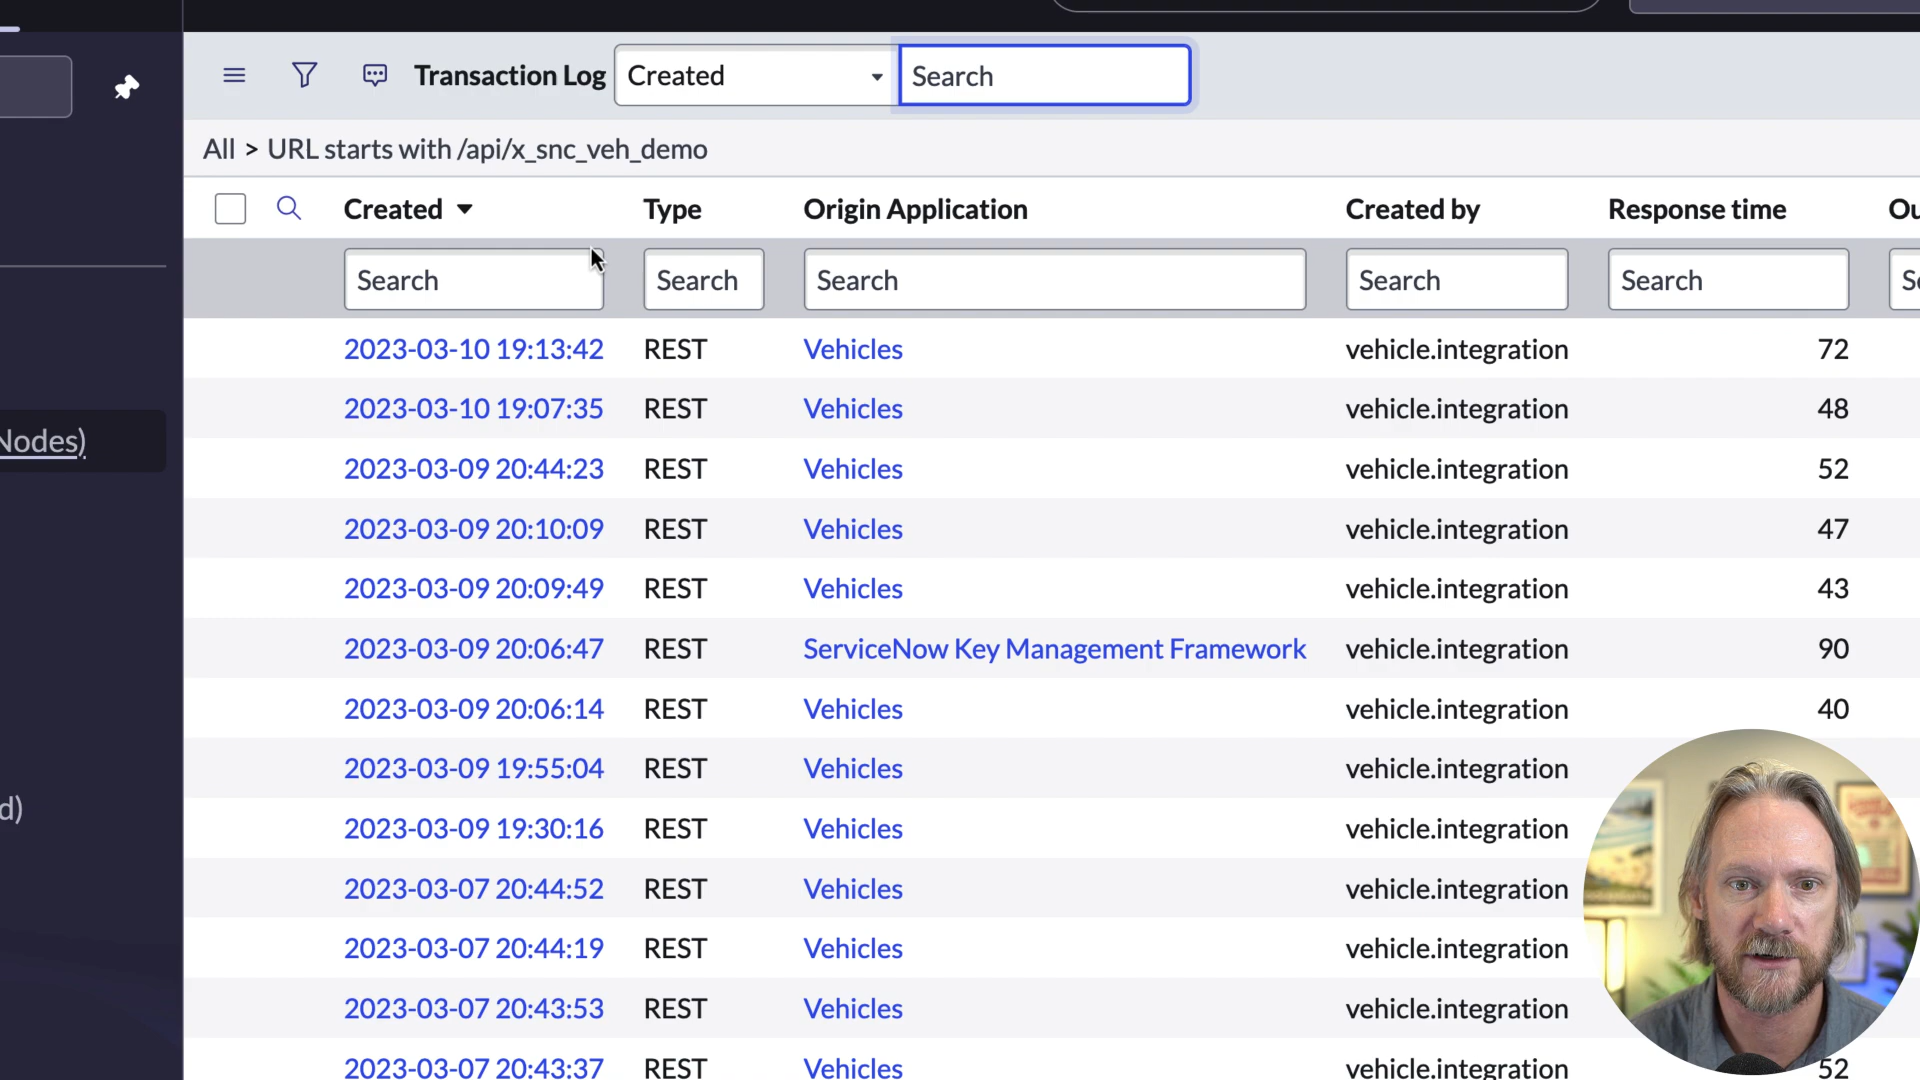 Transaction Log Created Search
All > URL starts with /api/x_snc_veh_demo
Created Type Origin Application Created by Response time Ou
Search Search Search Search Search Se
2023-03-10 19:13:42 REST Vehicles vehicle.integration 72
2023-03-10 19:07:35 REST Vehicles vehicle.integration 48
Nodes)
2023-03-09 20:44:23 REST Vehicles vehicle.integration 52
2023-03-09 20:10:09 REST Vehicles vehicle.integration 47
2023-03-09 20:09:49 REST Vehicles vehicle.integration 43
2023-03-09 20:06:47 REST ServiceNow Key Management Framework vehicle.integration 90
2023-03-09 20:06:14 REST Vehicles vehicle.integration 40
2023-03-09 19:55:04 REST Vehicles vehicle.integration
d)
2023-03-09 19:30:16 REST Vehicles vehicle.integration
2023-03-07 20:44:52 REST Vehicles vehicle.integration
2023-03-07 20:44:19 REST Vehicles vehicle.integration
2023-03-07 20:43:53 REST Vehicles vehicle.integration
2023-03-07 20:43:37 REST Vehicles vehicle.integration 52